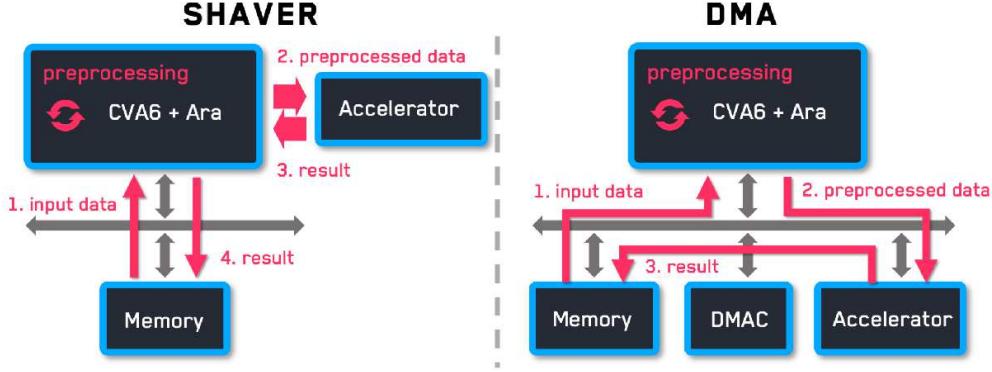 SHAVER
preprocessing
CVA6 + Ara
2. preprocessed data
Accelerator
3. result
1. input data
4. result
Memory
DMA
preprocessing
CVA6 + Ara
1. input data
2. preprocessed data
3. result
Memory
DMAC
Accelerator